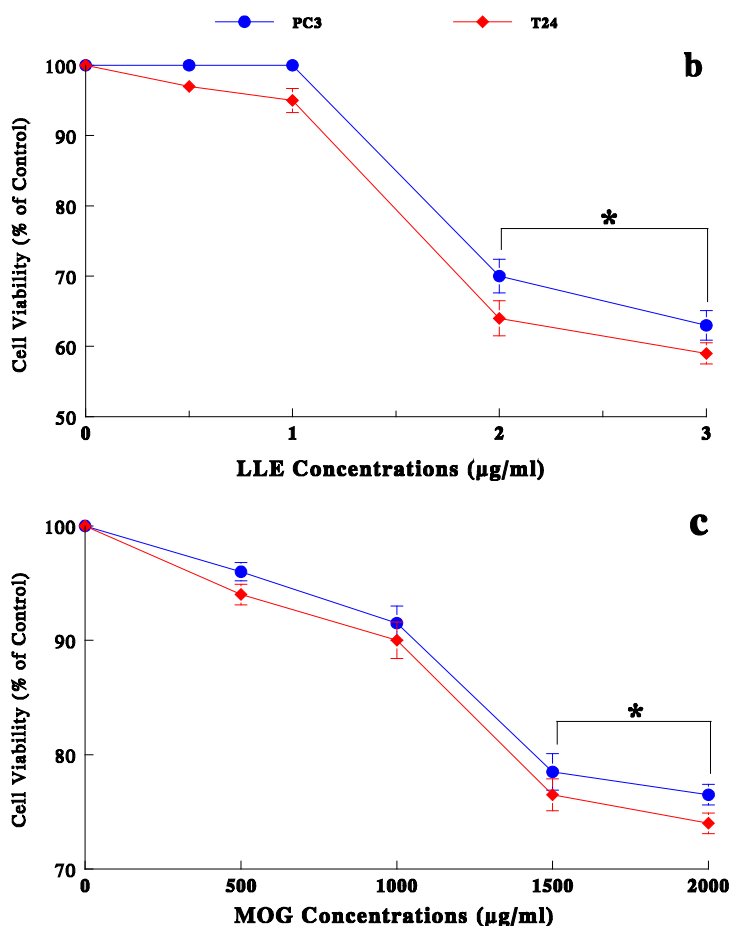 PC3 T24
b
100
90
80
70
60
50
*
0 1 2 3
Cell Viability (% of Control)
LLE Concentrations (µg/ml)
c
100
90
80
70
*
0 500 1000 1500 2000
Cell Viability (% of Control)
MOG Concentrations (µg/ml)